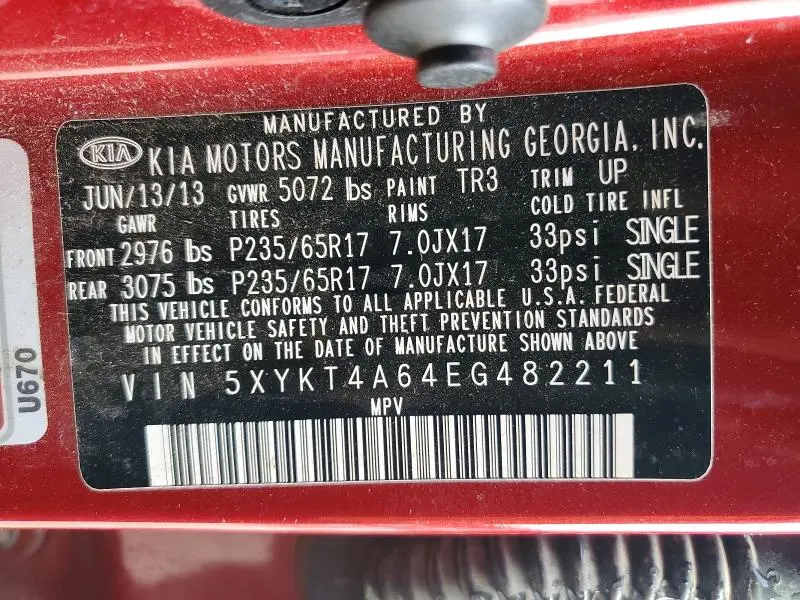 MANUFACTURED BY
KIA KIA MOTORS MANUFACTURING GEORGIA, INC.
JUN/13/13 GVWR 5072 lbs PAINT TR3 TRIM UP
GAWR TIRES RIMS COLD TIRE INFL
FRONT 2976 lbs P235/65R17 7.0JX17 33psi SINGLE
REAR 3075 lbs P235/65R17 7.0JX17 33psi SINGLE
THIS VEHICLE CONFORMS TO ALL APPLICABLE U.S.A. FEDERAL
MOTOR VEHICLE SAFETY AND THEFT PREVENTION STANDARDS
IN EFFECT ON THE DATE OF MANUFACTURE SHOWN ABOVE
VIN 5XYKT4A64EG482211
MPV
U670